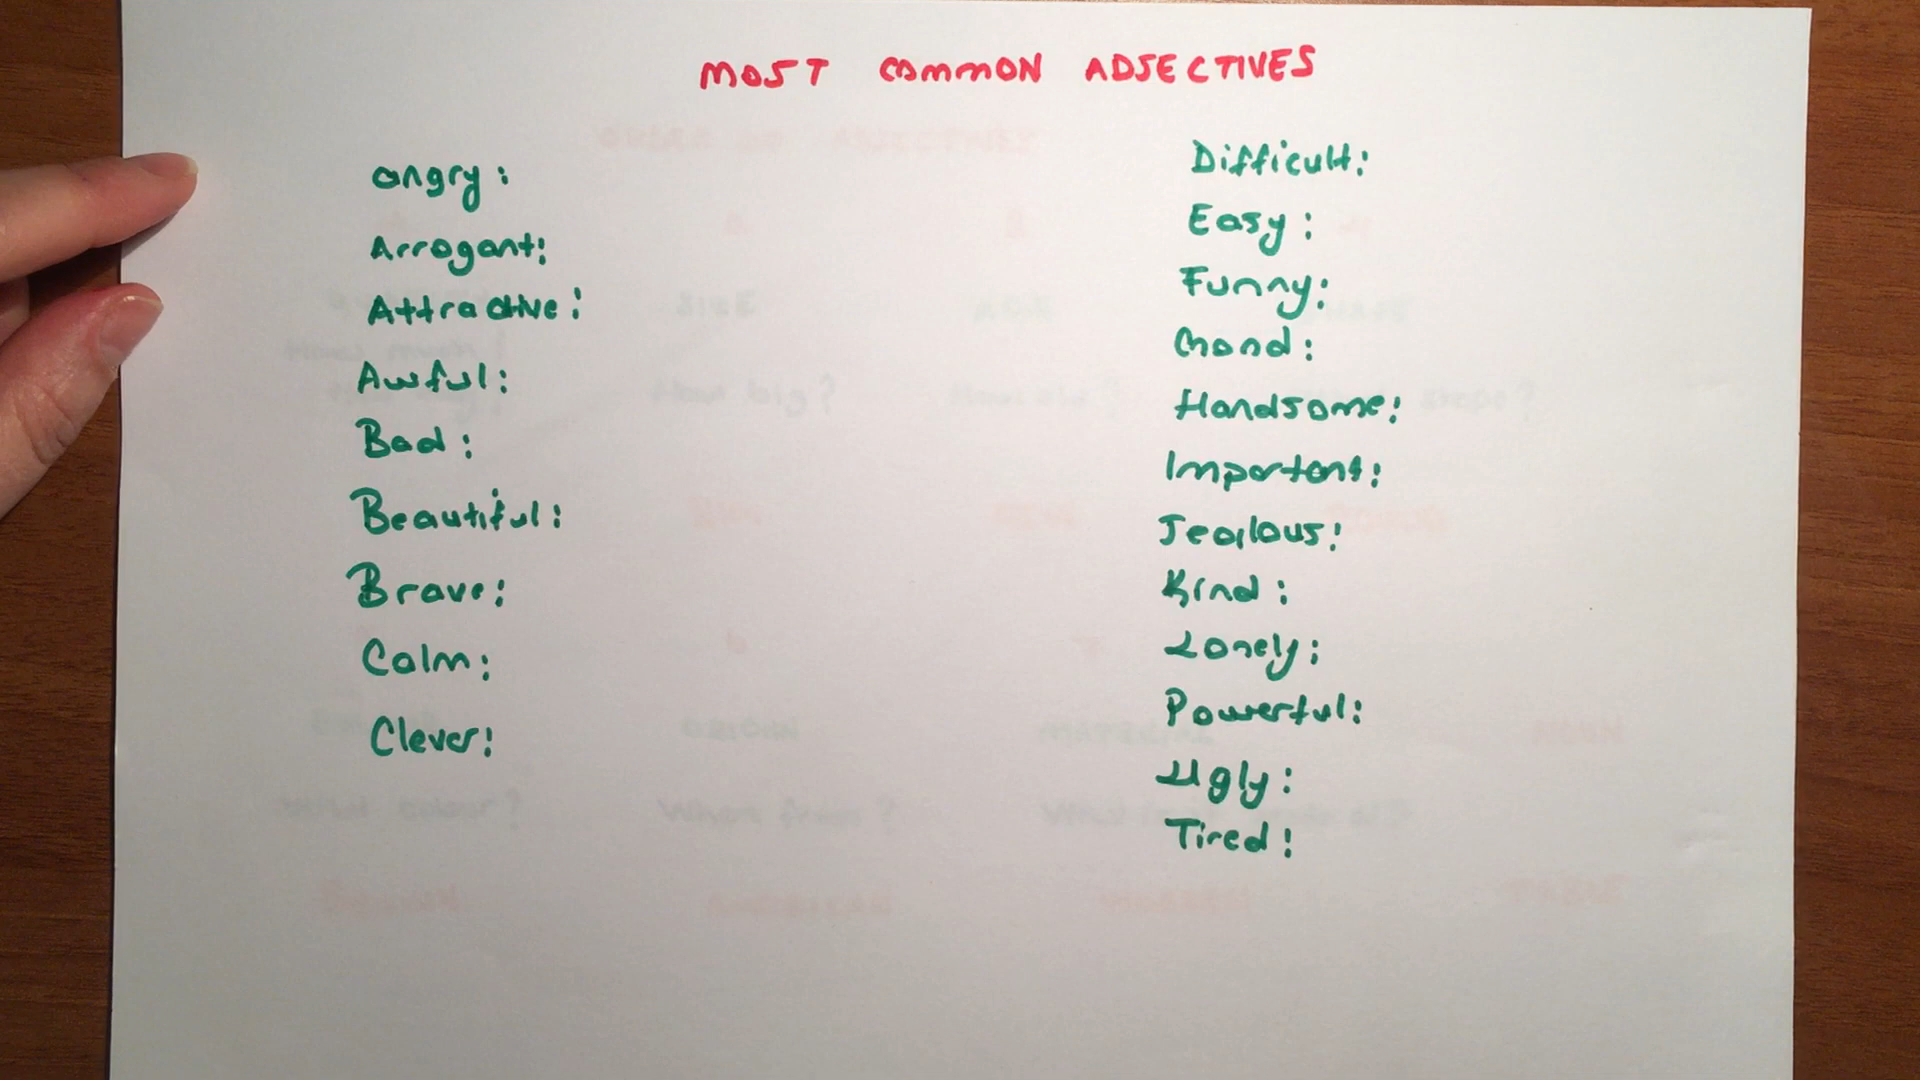 MOST COMMON ADJECTIVES
angry:
Arrogant:
Attractive:
Awful:
Bad:
Beautiful:
Brave:
Calm:
Clever:
Difficult:
Easy:
Funny:
Handsome:
Important:
Jealous:
Kind:
Lonely:
Powerful:
Ugly:
Tired: